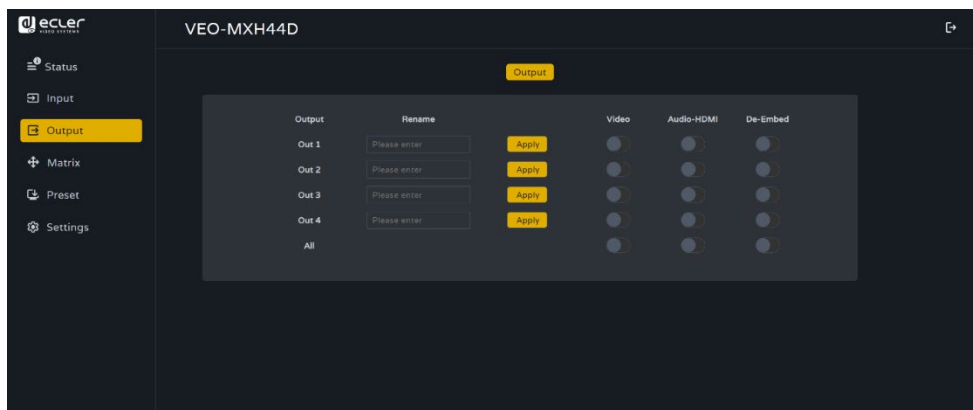 ecler
VIDEO SYSTEMS
VEO-MXH44D
Status
Input
Output
Matrix
Preset
Settings
Output
Output Rename Video Audio-HDMI De-Embed
Out 1 Please enter Apply
Out 2 Please enter Apply
Out 3 Please enter Apply
Out 4 Please enter Apply
All